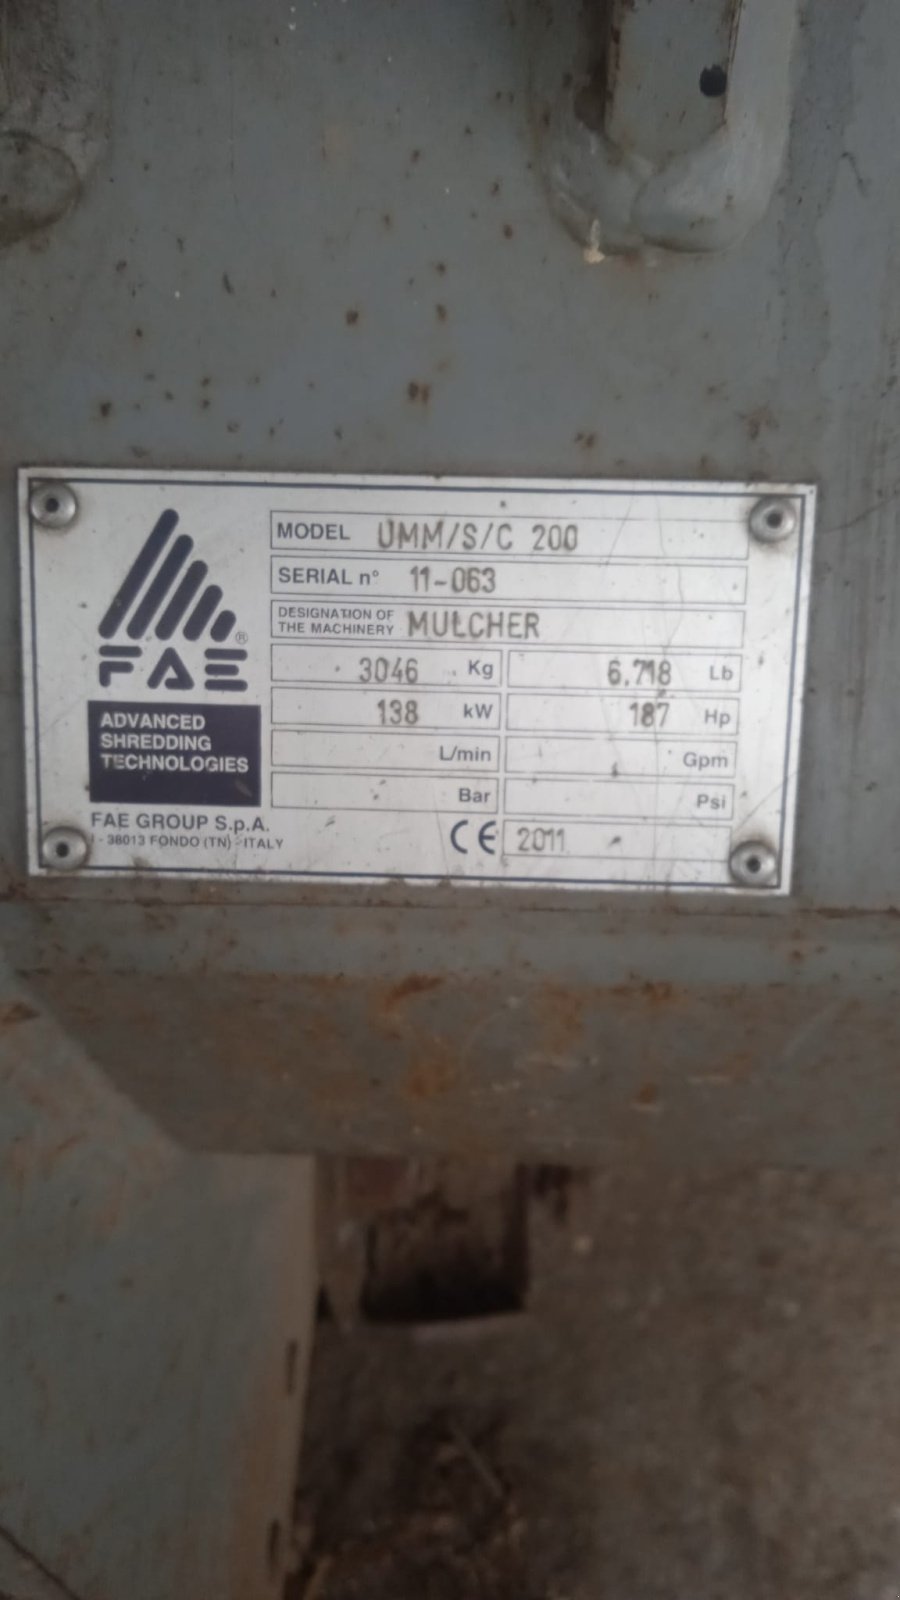 MODEL UMM/S/C 200
SERIAL n° 11-063
DESIGNATION OF
THE MACHINERY MULCHER
3046 Kg 6.718 Lb
138 kW 187 Hp
L/min Gpm
Bar Psi
CE 2011
®
FAE
ADVANCED
SHREDDING
TECHNOLOGIES
FAE GROUP S.p.A.
- 38013 FONDO (TN) - ITALY